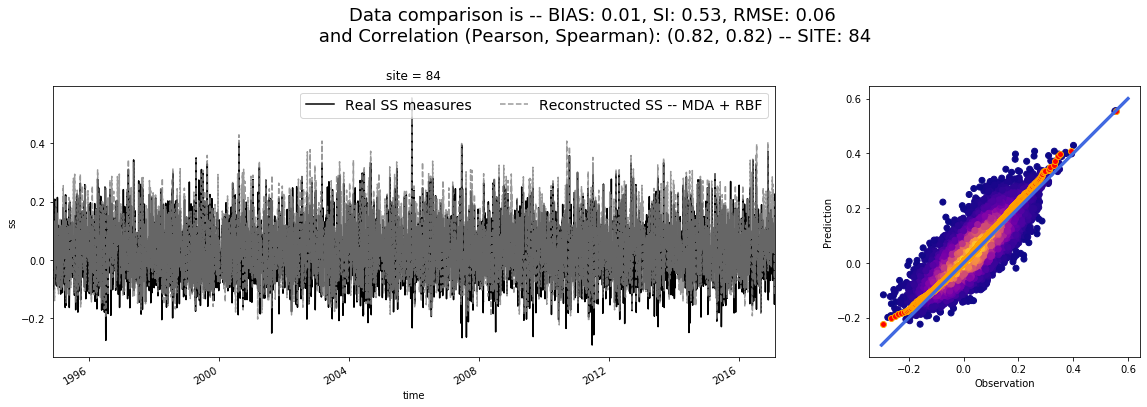 Data comparison is -- BIAS: 0.01, SI: 0.53, RMSE: 0.06
and Correlation (Pearson, Spearman): (0.82, 0.82) -- SITE: 84
site = 84
Real SS measures
Reconstructed SS -- MDA + RBF
ss
0.4
0.2
0.0
−0.2
1996
2000
2004
2008
2012
2016
time
Prediction
0.6
0.4
0.2
0.0
−0.2
−0.2
0.0
0.2
0.4
0.6
Observation